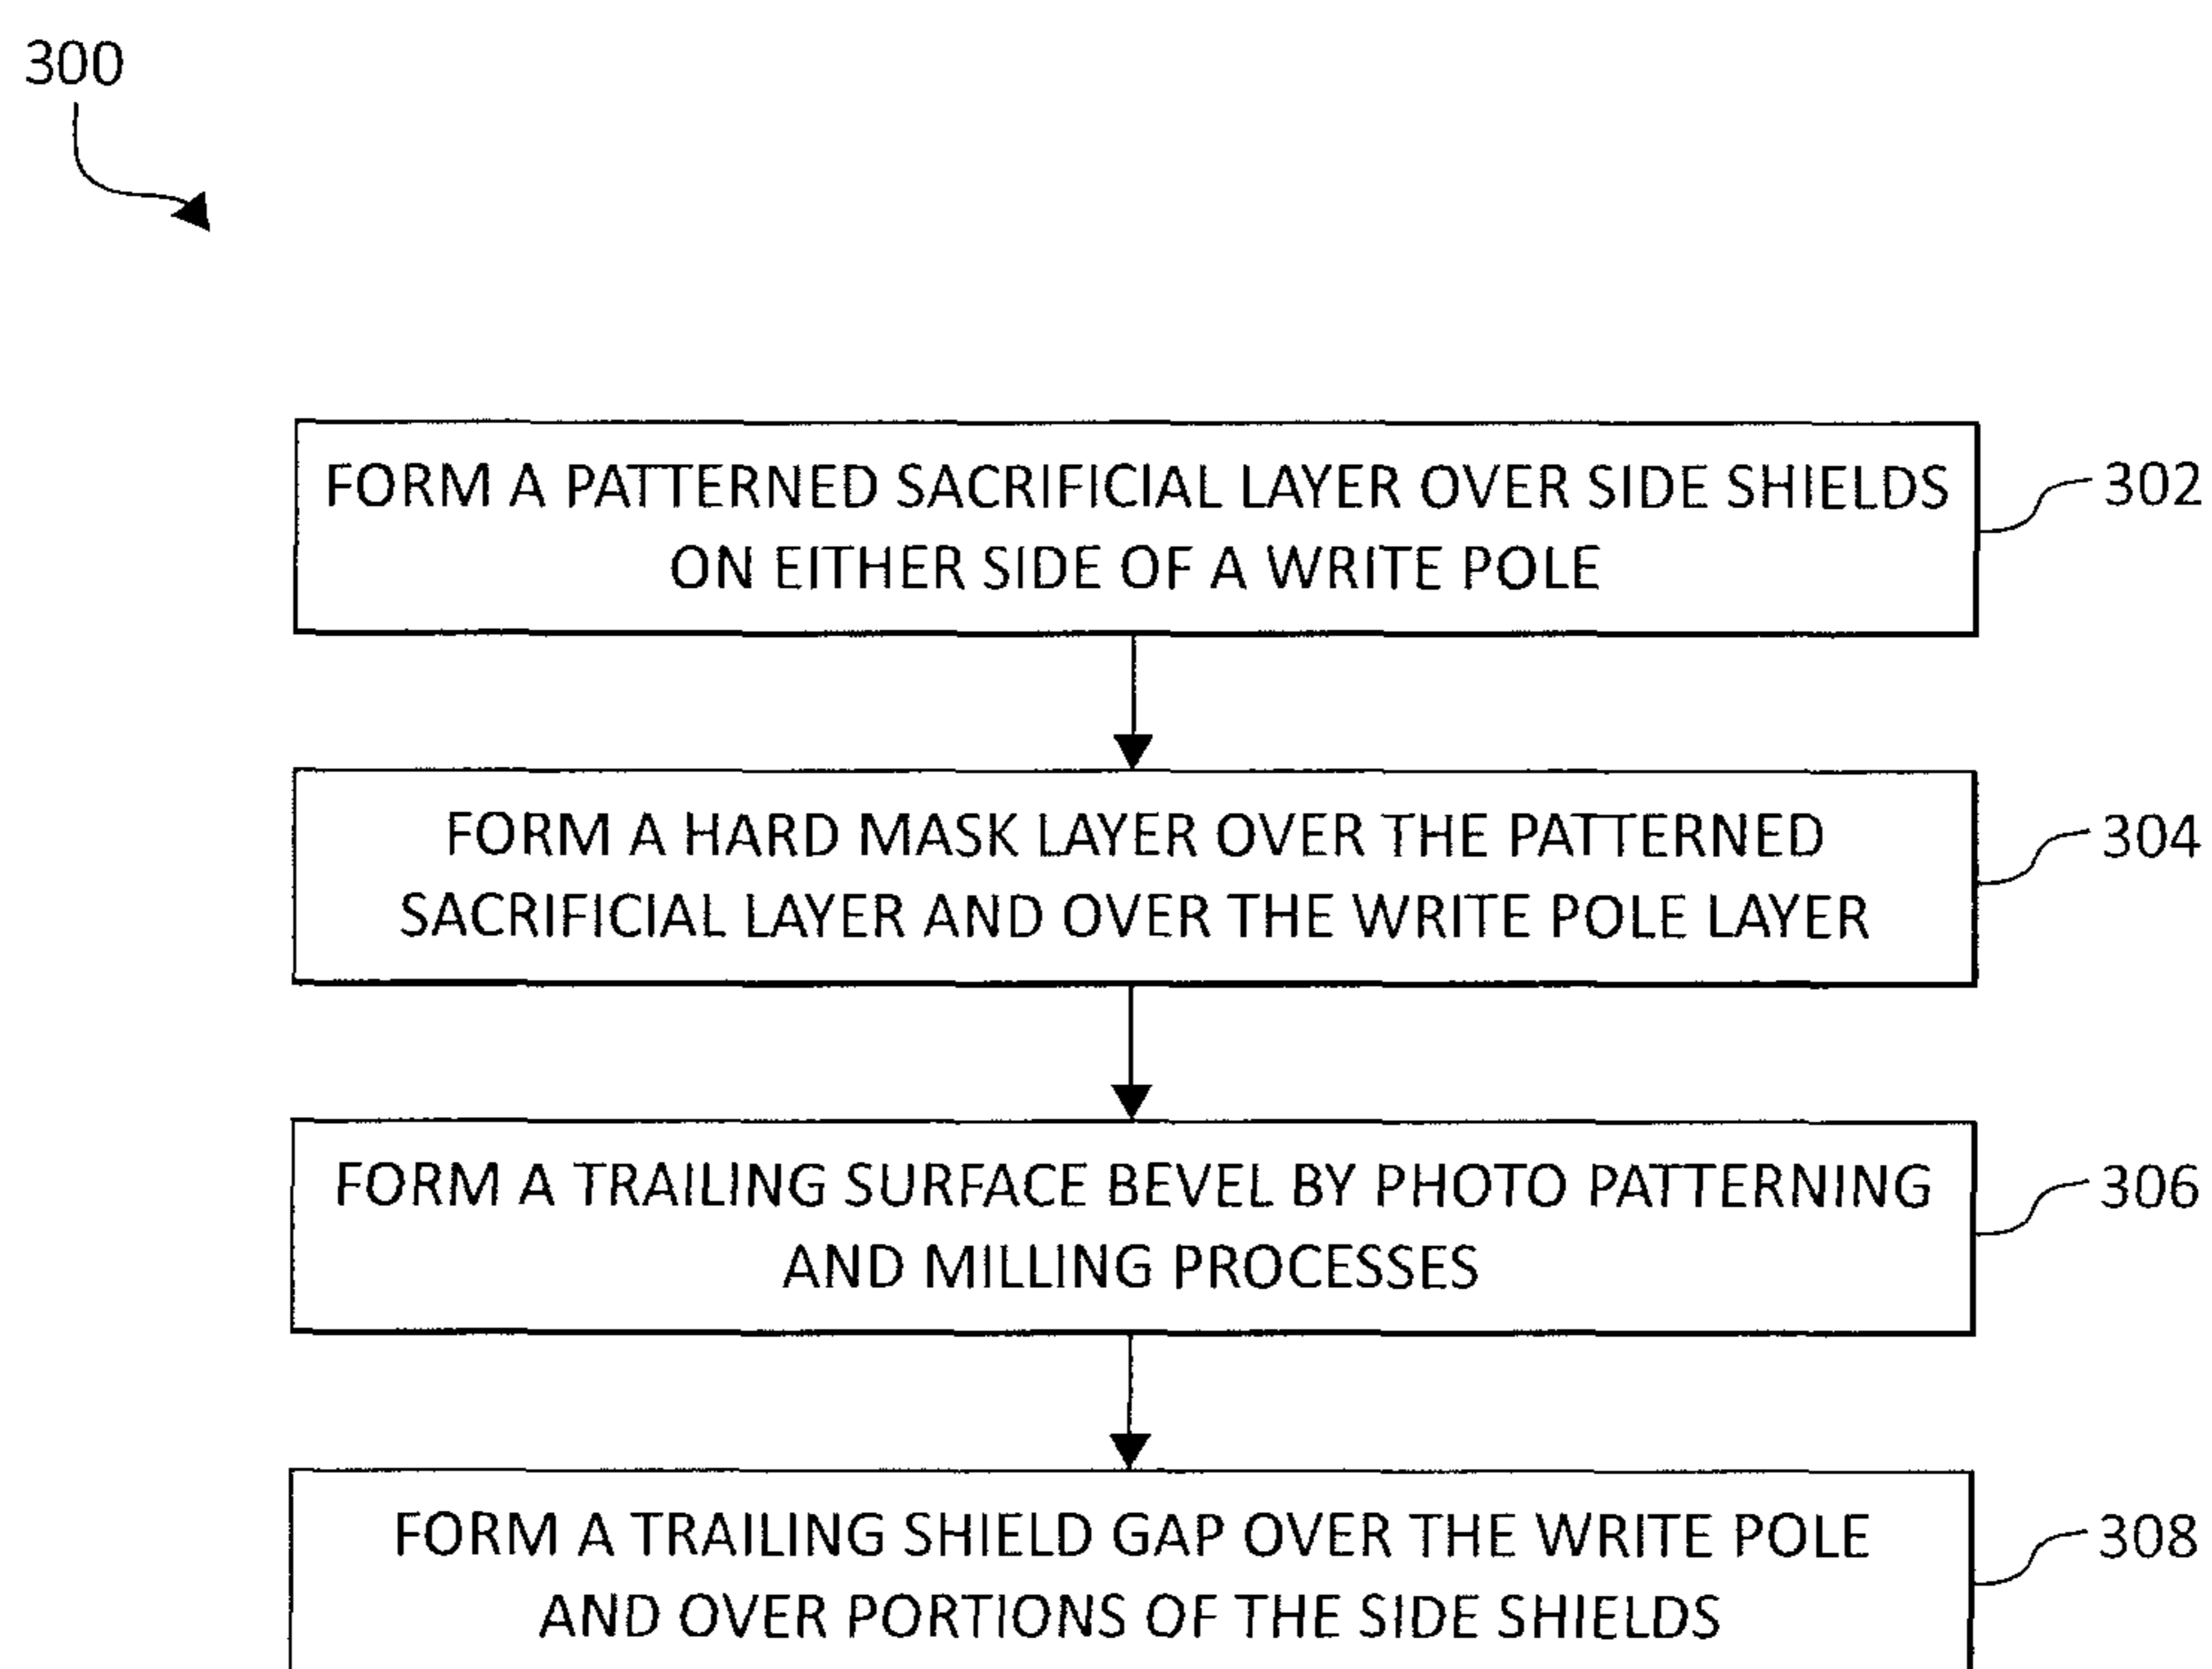 300
FORM A PATTERNED SACRIFICIAL LAYER OVER SIDE SHIELDS
ON EITHER SIDE OF A WRITE POLE
302
FORM A HARD MASK LAYER OVER THE PATTERNED
SACRIFICIAL LAYER AND OVER THE WRITE POLE LAYER
304
FORM A TRAILING SURFACE BEVEL BY PHOTO PATTERNING
AND MILLING PROCESSES
306
FORM A TRAILING SHIELD GAP OVER THE WRITE POLE
AND OVER PORTIONS OF THE SIDE SHIELDS
308